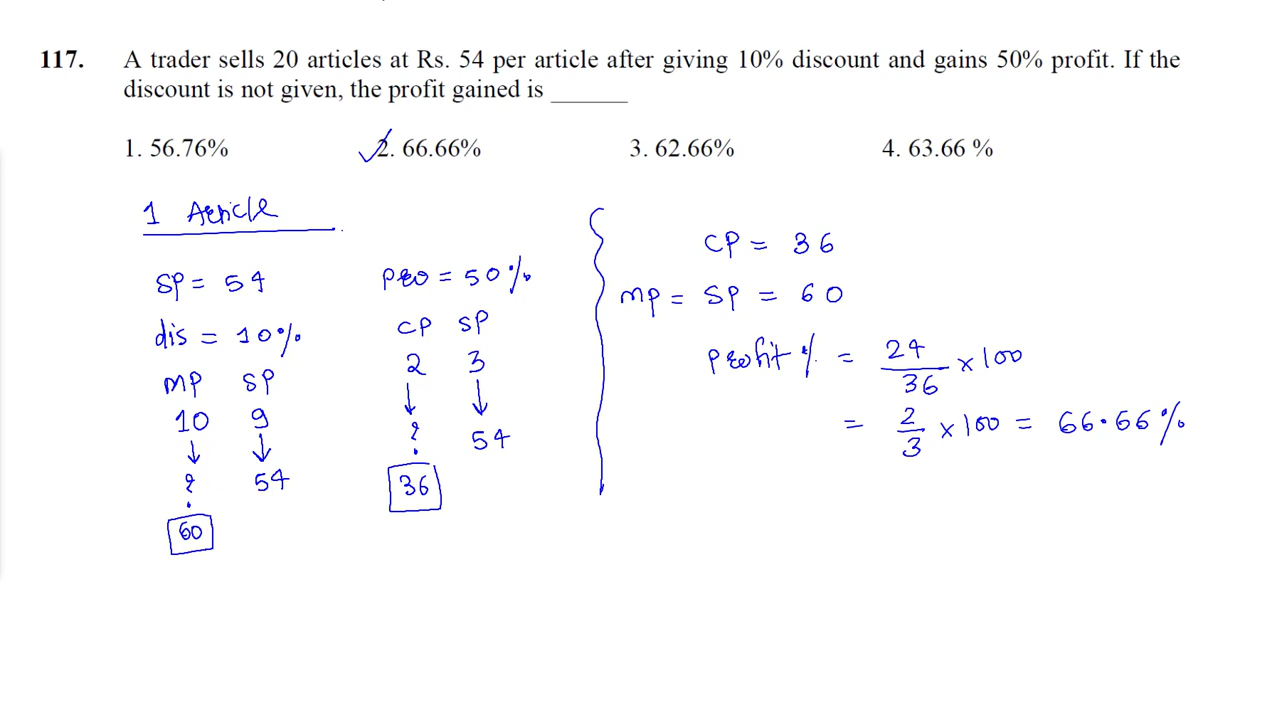 117. A trader sells 20 articles at Rs. 54 per article after giving 10% discount and gains 50% profit. If the
discount is not given, the profit gained is ______
1. 56.76% 2. 66.66% 3. 62.66% 4. 63.66 %
1 Article
SP = 54
dis = 10%
MP SP
10 9
↓ ↓
? 54
60
pro = 50%
CP SP
2 3
↓ ↓
? 54
36
CP = 36
MP = SP = 60
Profit % = 24/36 × 100
= 2/3 × 100 = 66.66%